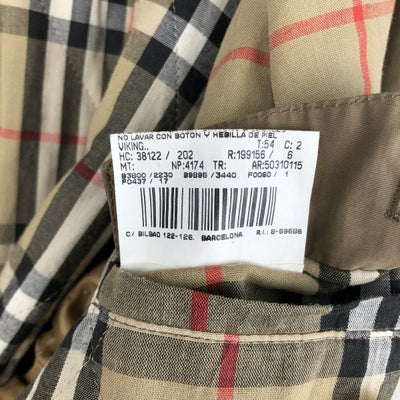 NO LAVAR CON BOTON Y HEBILLA DE PIEL
VIKING.. T:54 C: 2
HC: 38122 / 202 R:199156 / 6
MT: NP:4174 TR: AR:50310115
B3800 /2230 B9895 /3440 F0060 / 1
P0437 / 17
C/ BILBAO 122-126. BARCELONA R.I.: B-69686